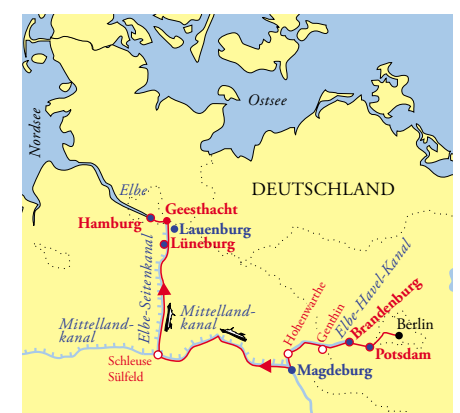 Nordsee
Ostsee
Elbe
DEUTSCHLAND
Hamburg
Geesthacht
Lauenburg
Lüneburg
Elbe-Seitenkanal
Mittelland-
kanal
Mittelland-
kanal
Schleuse
Sülfeld
Hohenwarthe
Genthin
Elbe-Havel-Kanal
Brandenburg
Berlin
Potsdam
Magdeburg